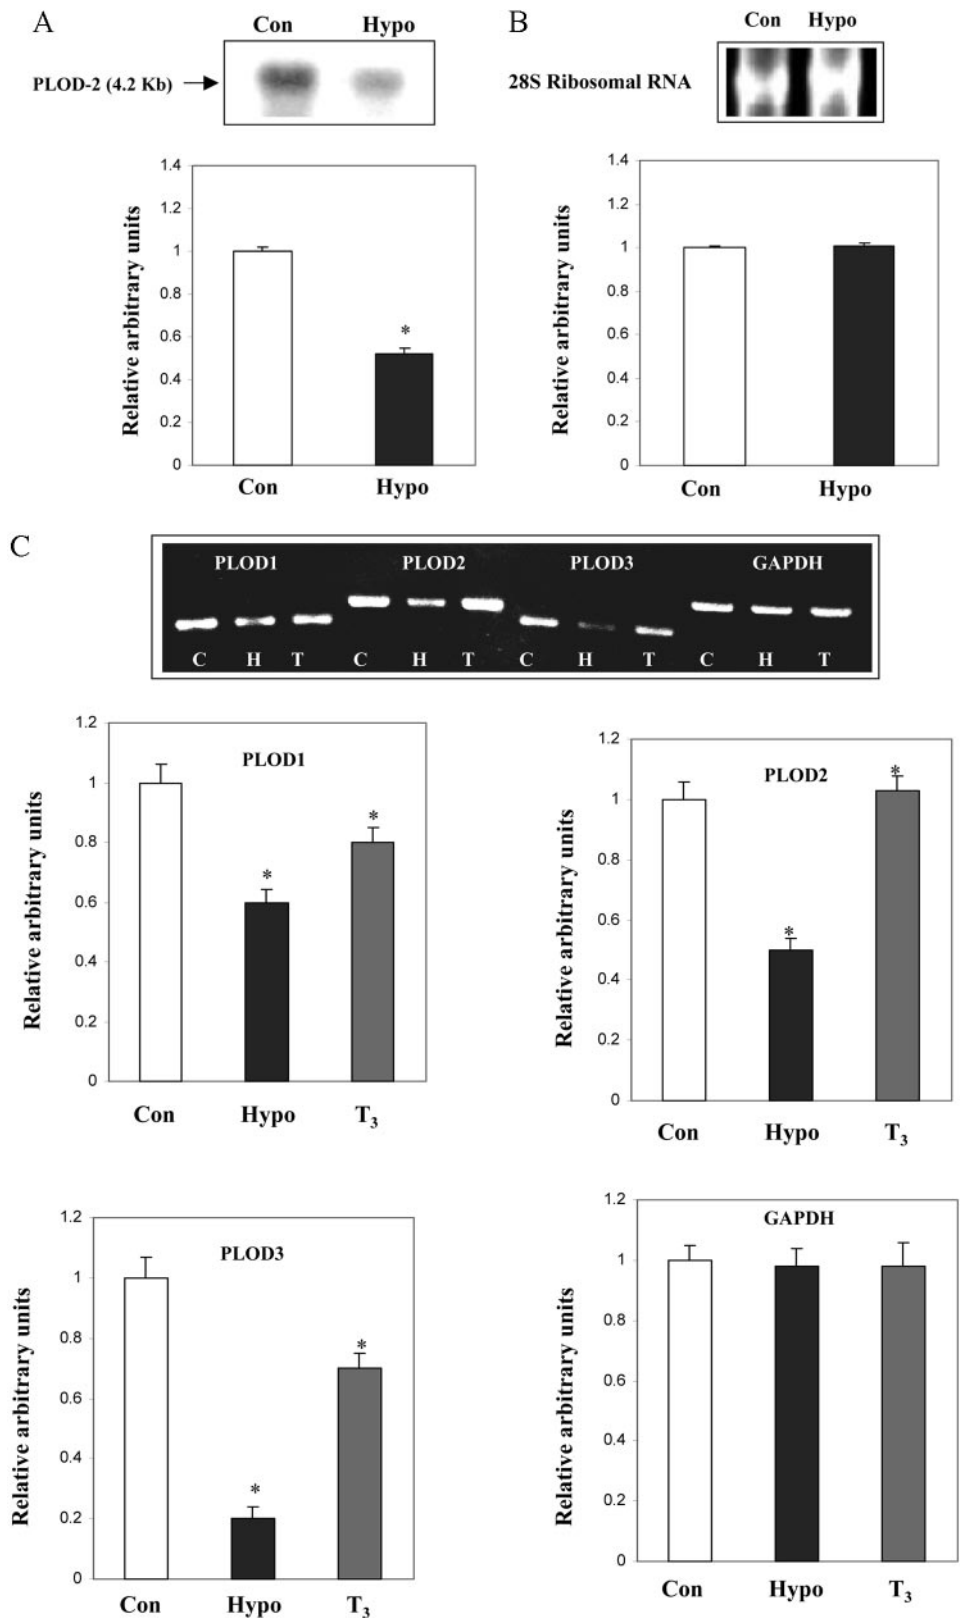 A
Con Hypo
PLOD-2 (4.2 Kb)
B
Con Hypo
28S Ribosomal RNA
Relative arbitrary units
1.4
1.2
1
0.8
0.6
0.4
0.2
0
*
Con Hypo
Relative arbitrary units
1.4
1.2
1
0.8
0.6
0.4
0.2
0
Con Hypo
C
PLOD1 PLOD2 PLOD3 GAPDH
C H T C H T C H T C H T
Relative arbitrary units
1.2
1
0.8
0.6
0.4
0.2
0
PLOD1
*
*
Con Hypo T3
Relative arbitrary units
1.2
1
0.8
0.6
0.4
0.2
0
PLOD2
*
*
Con Hypo T3
Relative arbitrary units
1.2
1
0.8
0.6
0.4
0.2
0
PLOD3
*
*
Con Hypo T3
Relative arbitrary units
1.2
1
0.8
0.6
0.4
0.2
0
GAPDH
Con Hypo T3